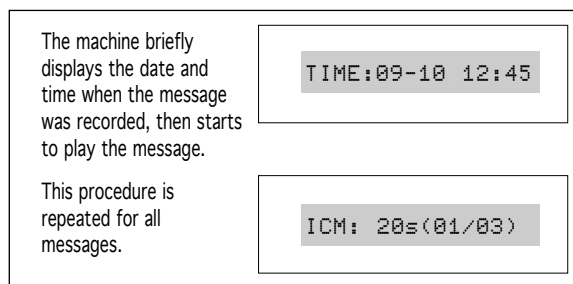 The machine briefly
displays the date and
time when the message
was recorded, then starts
to play the message.
TIME:09-10 12:45
This procedure is
repeated for all
messages.
ICM: 20s(01/03)